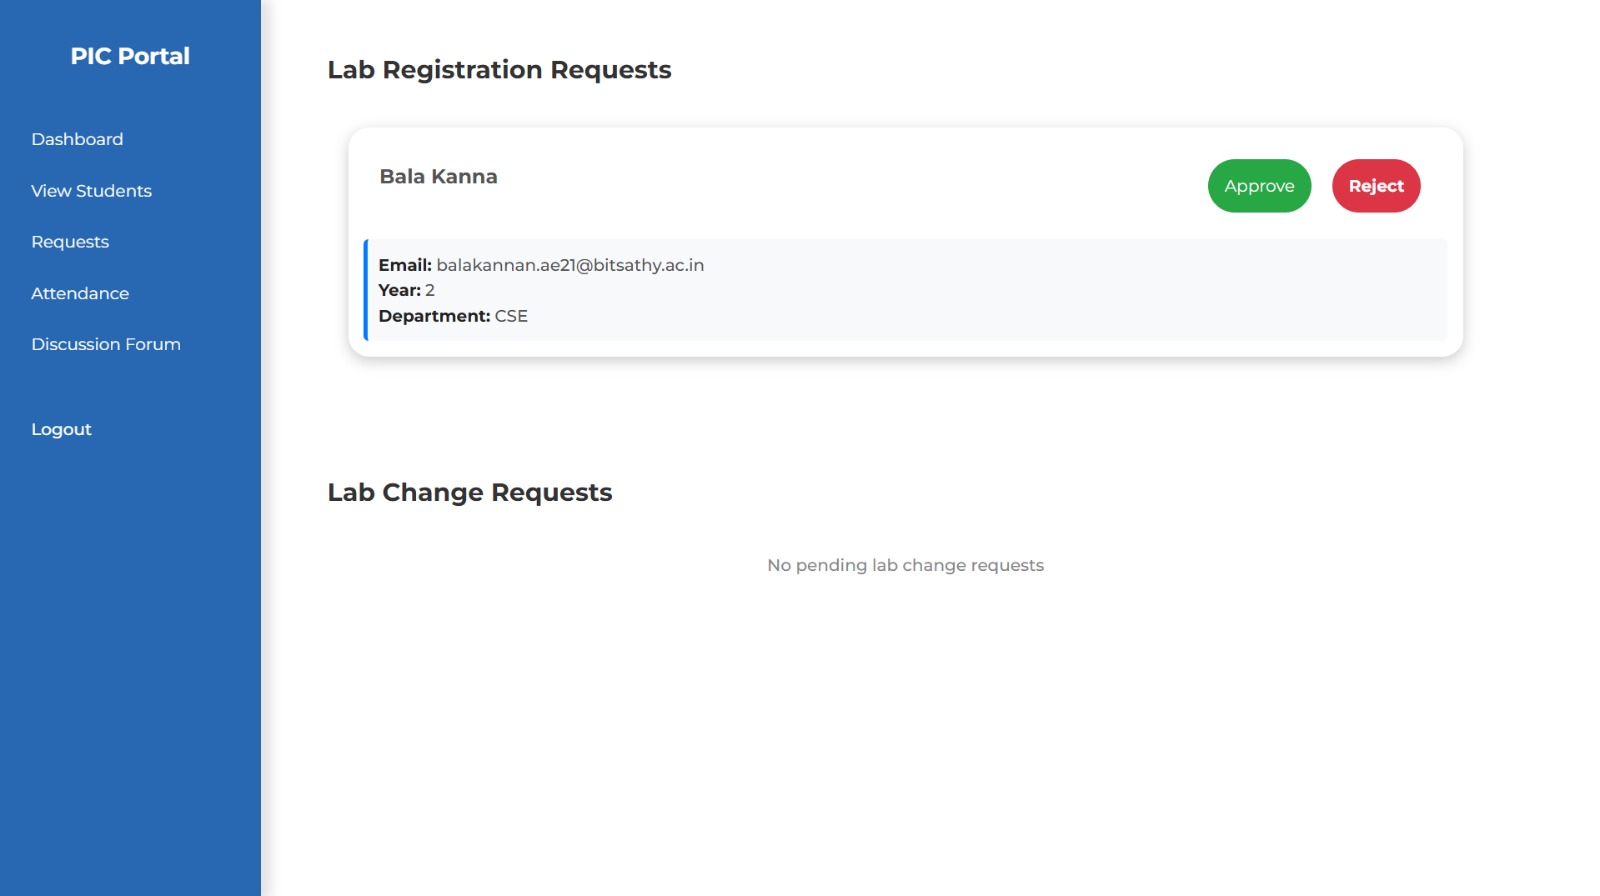 PIC Portal
Dashboard
View Students
Requests
Attendance
Discussion Forum
Logout
Lab Registration Requests
Bala Kanna
Approve
Reject
Email: balakannan.ae21@bitsathy.ac.in
Year: 2
Department: CSE
Lab Change Requests
No pending lab change requests